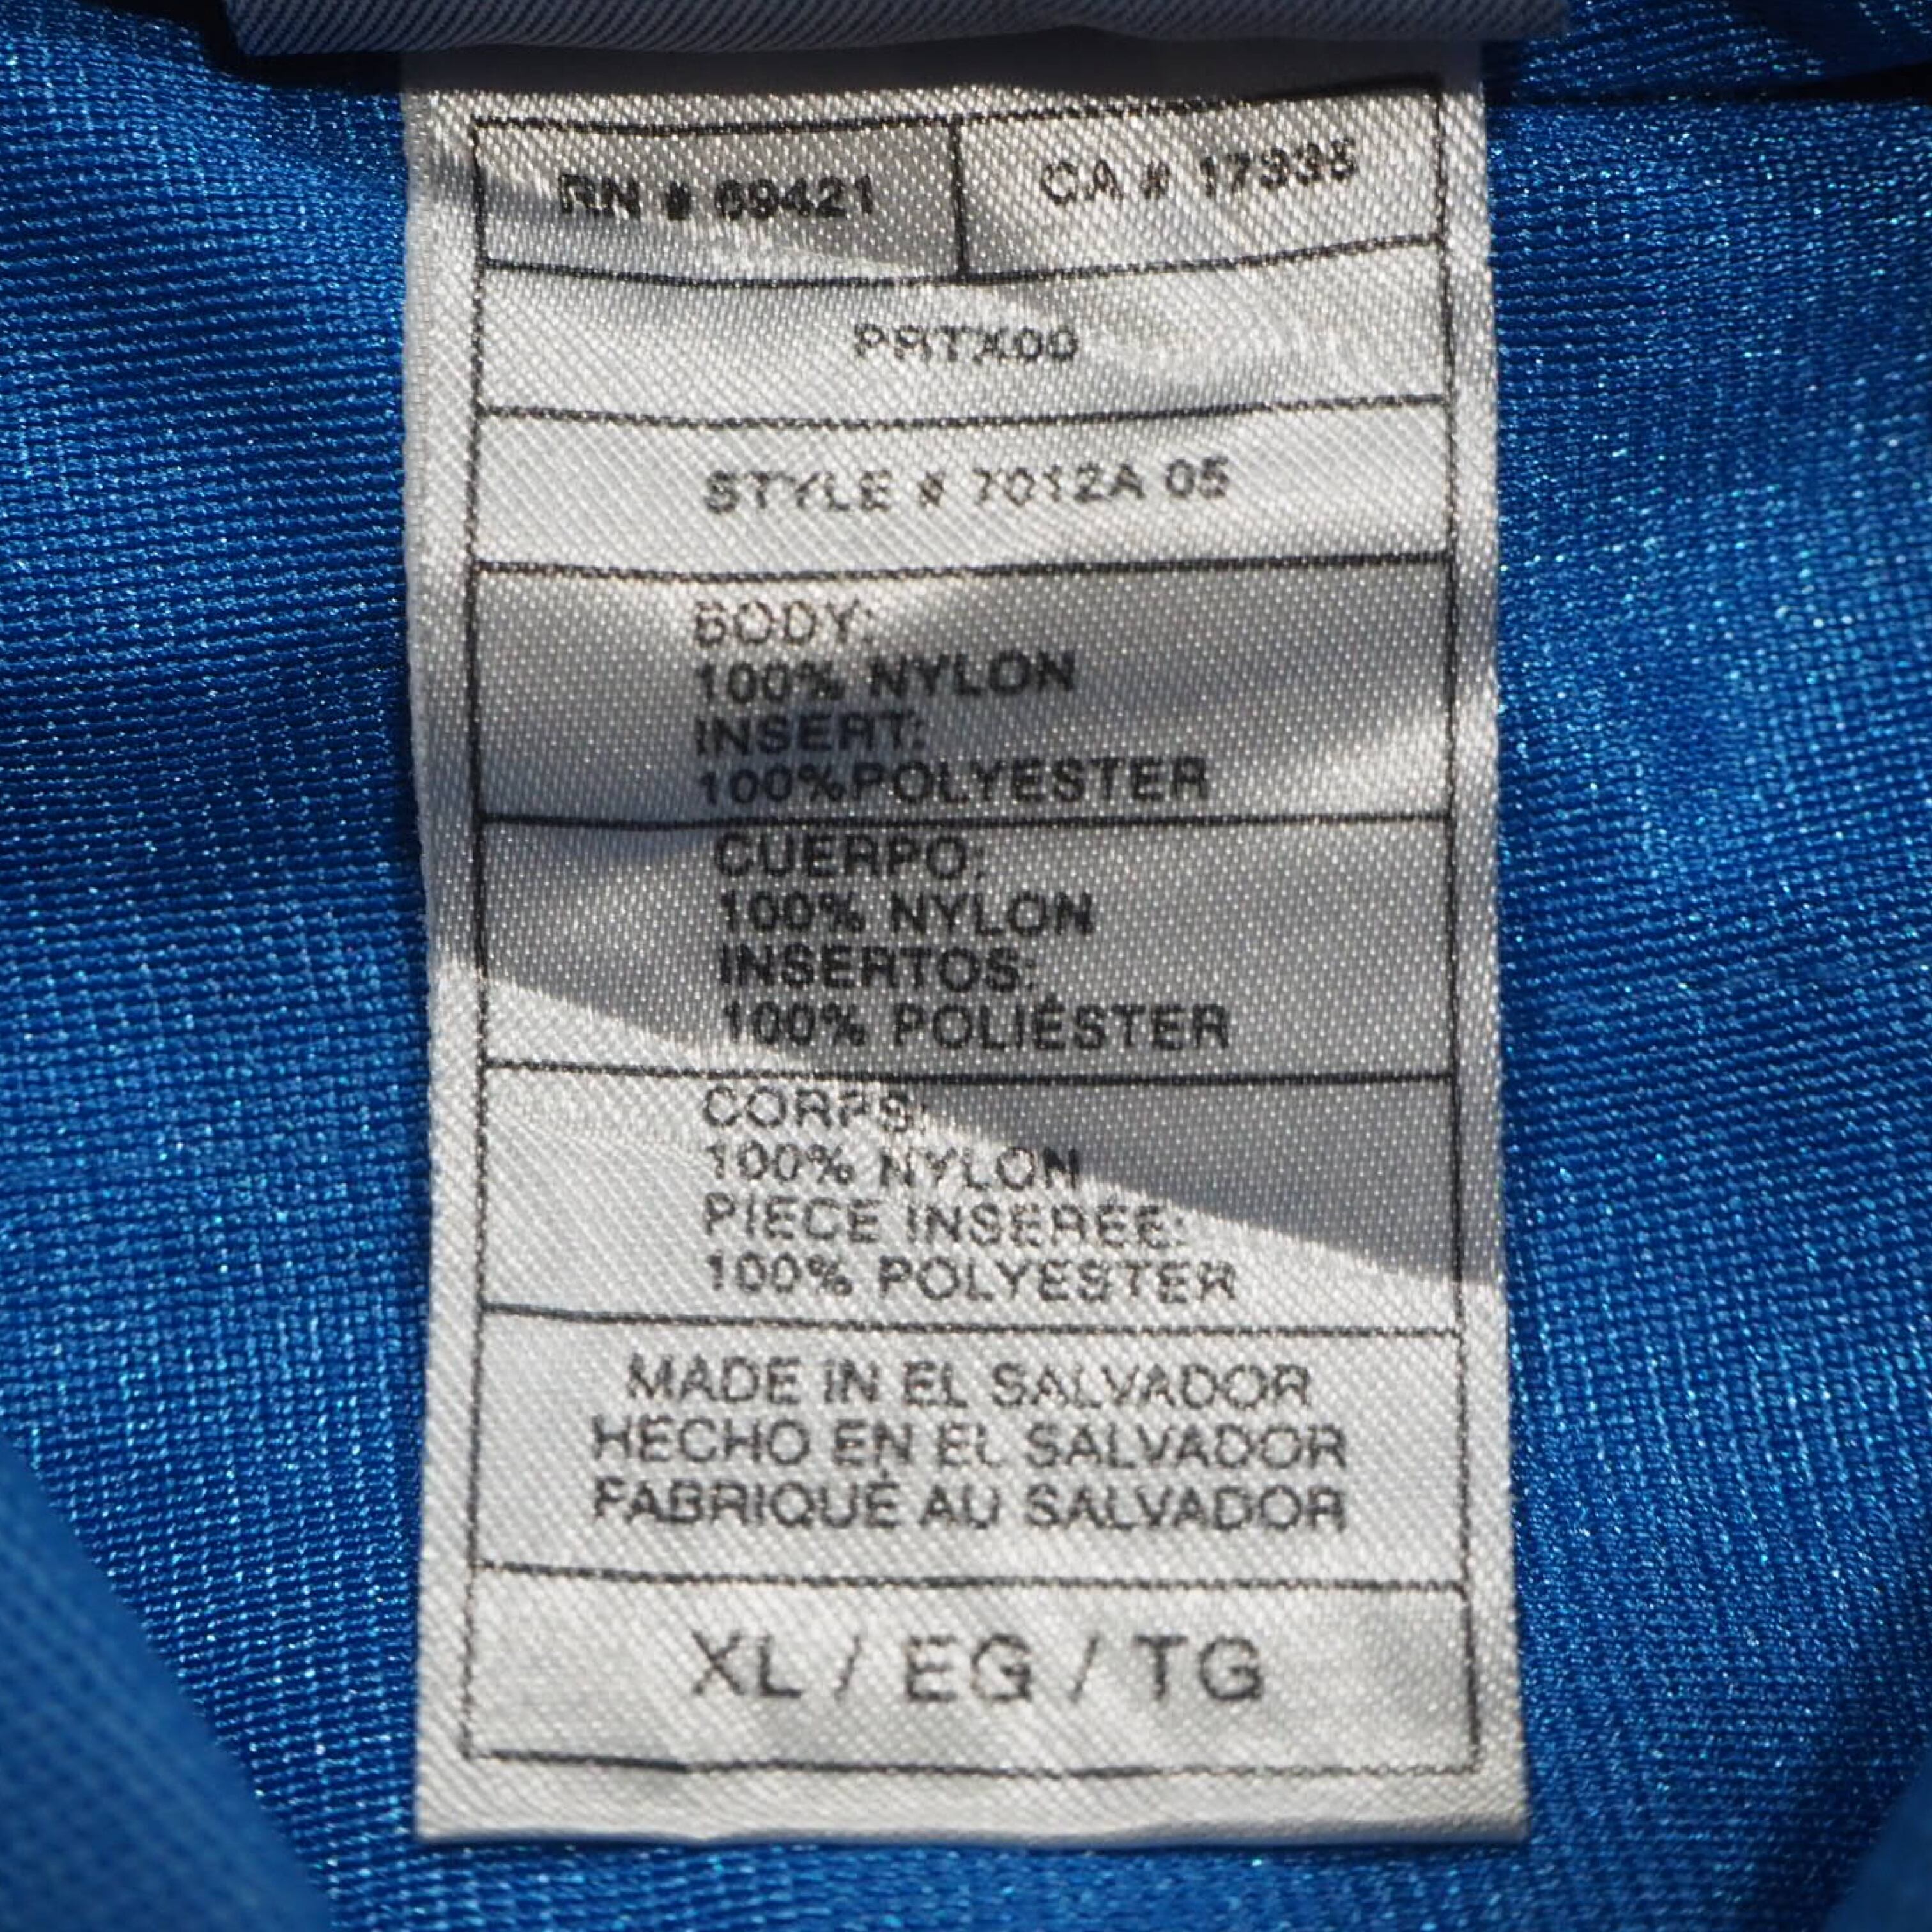 RN # 69421 CA # 17335
PRTX00
STYLE # 7012A 05
BODY:
100% NYLON
INSERT:
100%POLYESTER
CUERPO:
100% NYLON
INSERTOS:
100% POLIÉSTER
CORPS:
100% NYLON
PIECE INSEREE:
100% POLYESTER
MADE IN EL SALVADOR
HECHO EN EL SALVADOR
FABRIQUÉ AU SALVADOR
XL / EG / TG